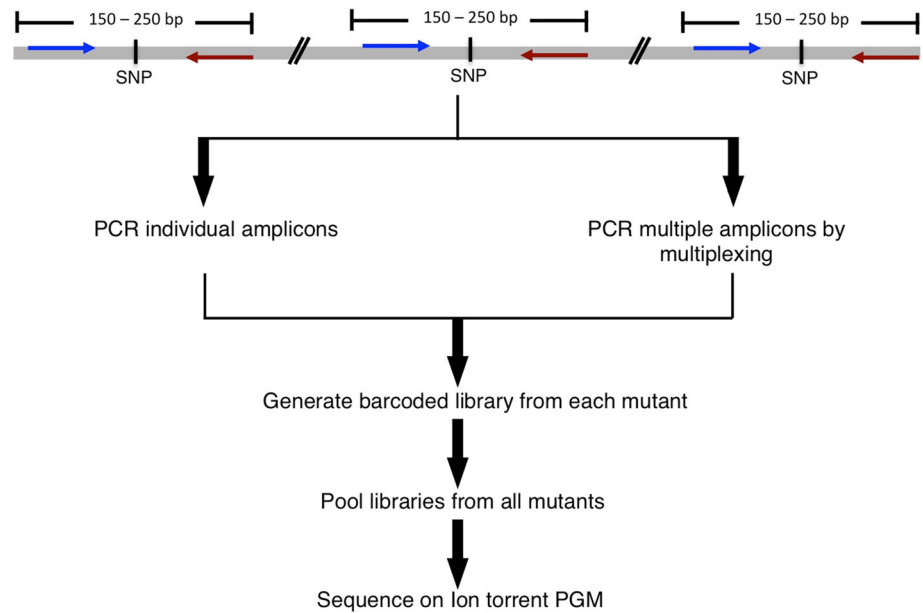 150 – 250 bp
150 – 250 bp
150 – 250 bp
SNP
SNP
SNP
PCR individual amplicons
PCR multiple amplicons by
multiplexing
Generate barcoded library from each mutant
Pool libraries from all mutants
Sequence on Ion torrent PGM